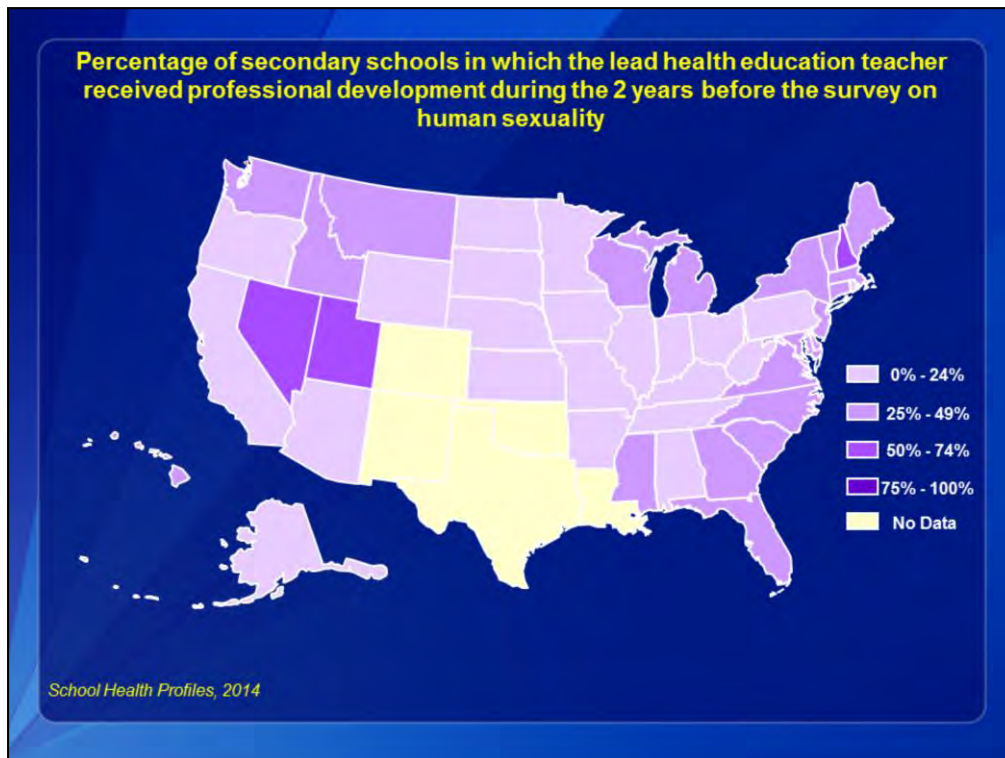 Percentage of secondary schools in which the lead health education teacher
received professional development during the 2 years before the survey on
human sexuality
0% - 24%
25% - 49%
50% - 74%
75% - 100%
No Data
School Health Profiles, 2014